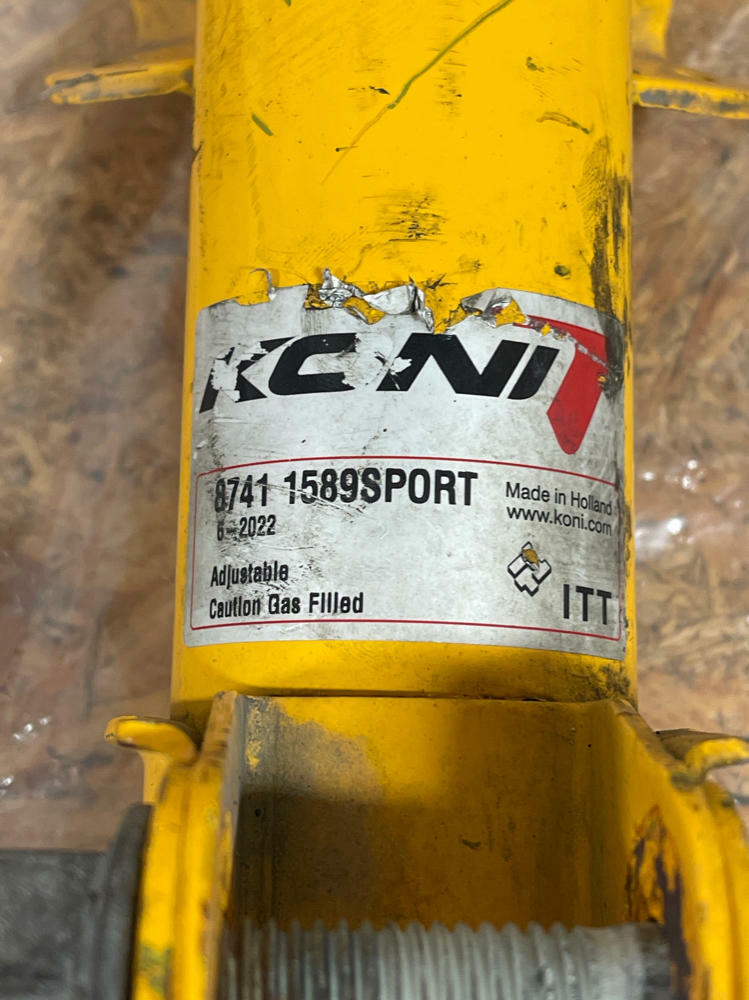 KONI
8741 1589SPORT
6-2022
Made in Holland
www.koni.com
Adjustable
Caution Gas Filled
ITT